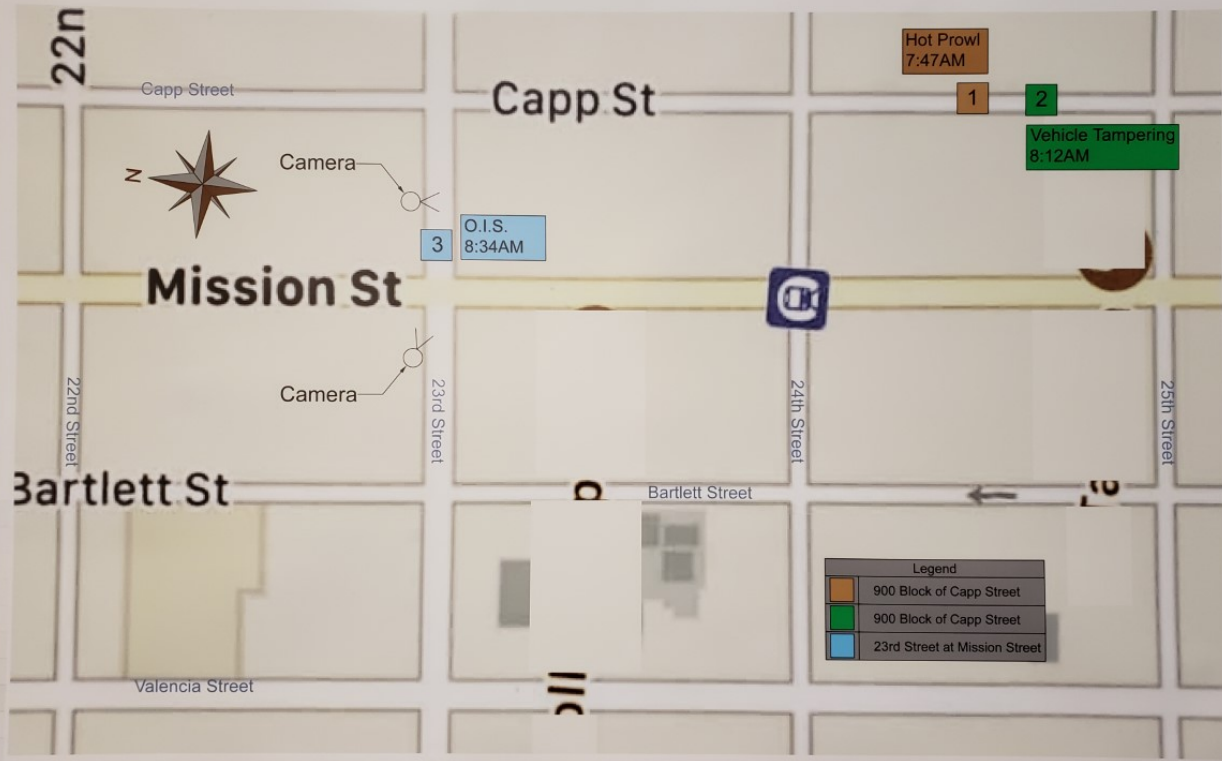 22n
Hot Prowl
7:47AM
Capp Street
Capp St
1
2
Vehicle Tampering
8:12AM
N
Camera
3
O.I.S.
8:34AM
Mission St
Camera
22nd Street
23rd Street
24th Street
25th Street
Bartlett St
Bartlett Street
Legend
900 Block of Capp Street
900 Block of Capp Street
23rd Street at Mission Street
Valencia Street